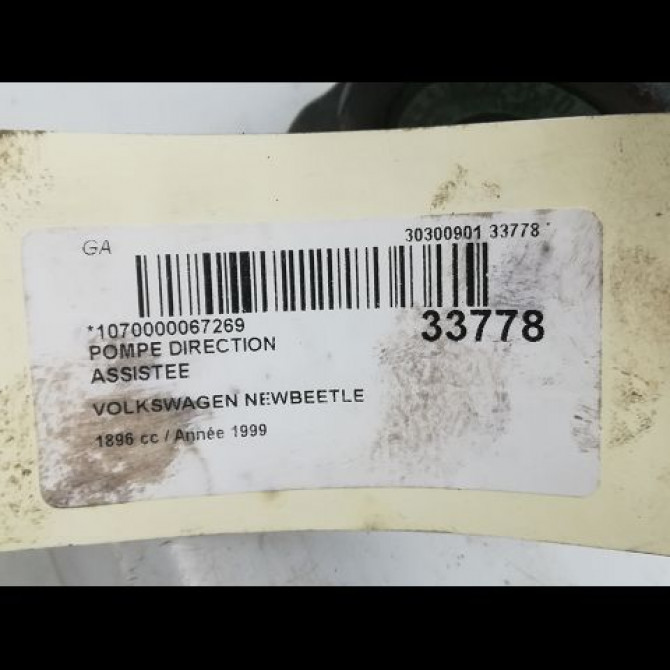 GA
30300901 33778 *
*1070000067269
33778
POMPE DIRECTION
ASSISTEE
VOLKSWAGEN NEWBEETLE
1896 cc / Année 1999